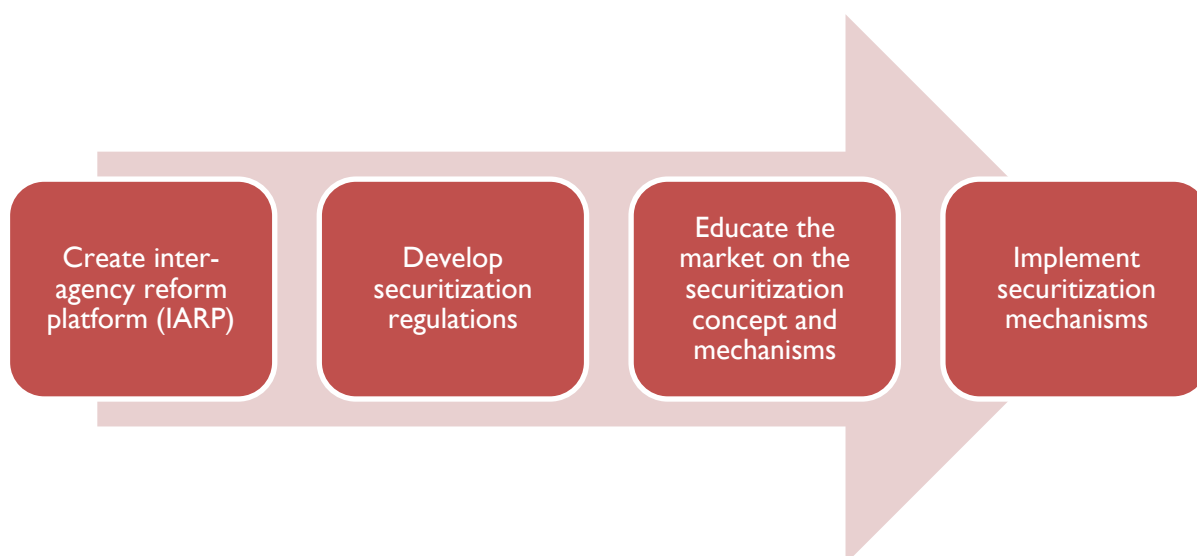 Create inter-
agency reform
platform (IARP)
Develop
securitization
regulations
Educate the
market on the
securitization
concept and
mechanisms
Implement
securitization
mechanisms